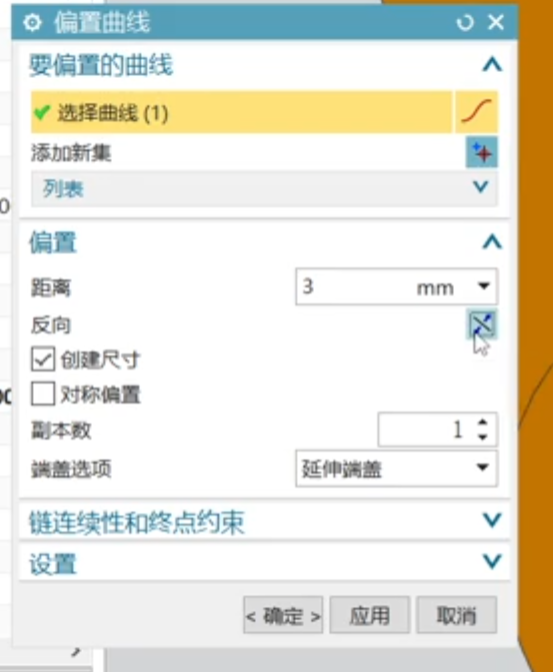 偏置曲线
要偏置的曲线
选择曲线 (1)
添加新集
列表
偏置
距离 3 mm
反向
创建尺寸
对称偏置
副本数 1
端盖选项 延伸端盖
链连续性和终点约束
设置
< 确定 > 应用 取消